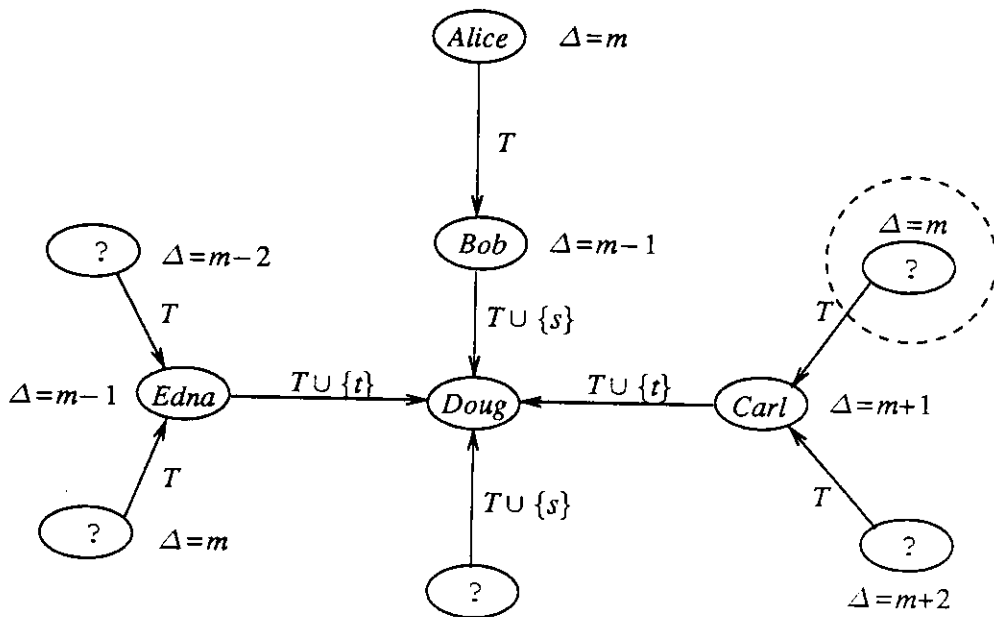 Alice Δ=m
T
Δ=m
? Δ=m−2
Bob Δ=m−1
?
T
T ∪ {s}
T
Δ=m−1 Edna
T ∪ {t}
Doug
T ∪ {t}
Carl Δ=m+1
T
T ∪ {s}
T
? Δ=m
?
?
Δ=m+2